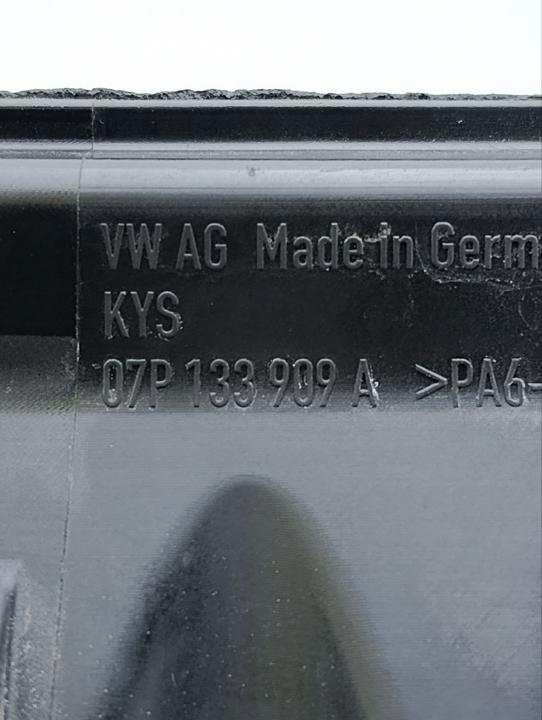 VW AG Made in Germ
KYS
07P 133 909 A >PA6-